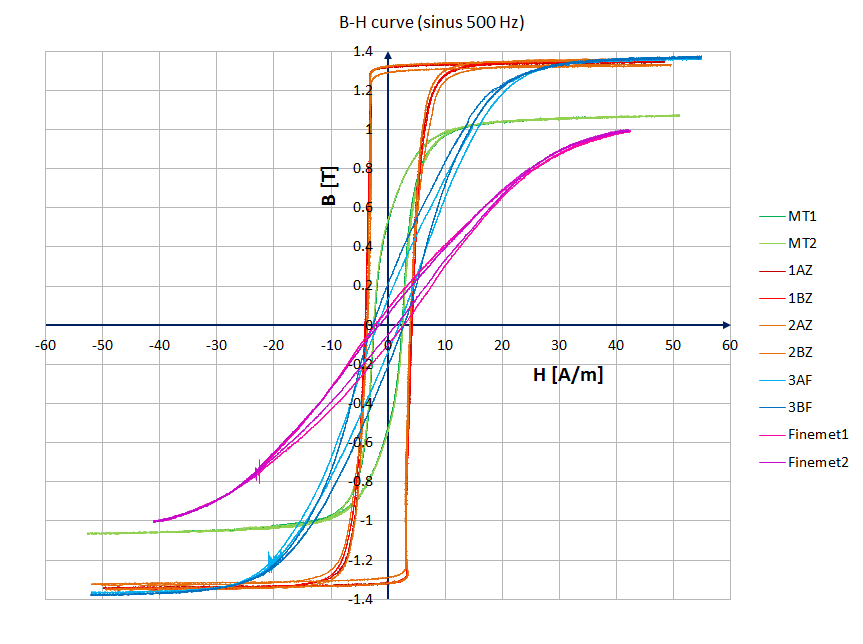 B-H curve (sinus 500 Hz)
1.4
1.2
1
0.8
0.6
0.4
0.2
0
-0.2
-0.4
-0.6
-0.8
-1
-1.2
-1.4
B [T]
-60 -50 -40 -30 -20 -10 0 10 20 30 40 50 60
H [A/m]
MT1
MT2
1AZ
1BZ
2AZ
2BZ
3AF
3BF
Finemet1
Finemet2